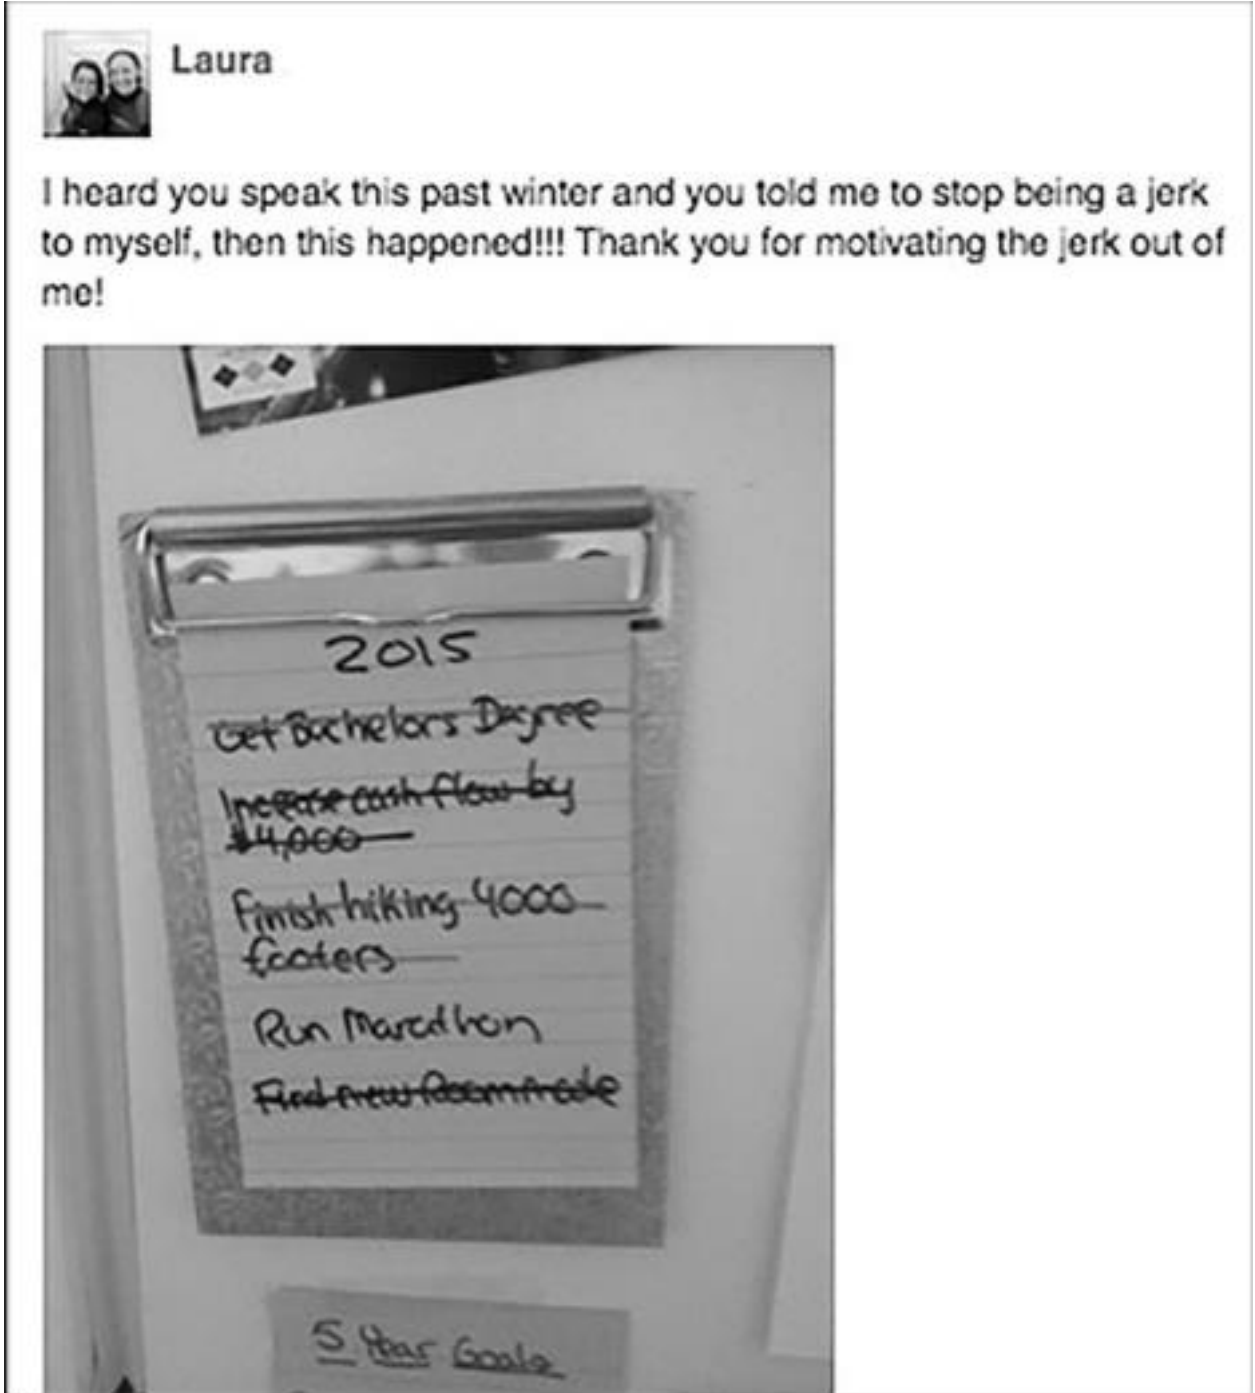 Laura
I heard you speak this past winter and you told me to stop being a jerk
to myself, then this happened!!! Thank you for motivating the jerk out of
me!
2015
Get Bachelors Degree
Increase cash flow by
$4,000
Finish hiking 4000
footers
Run Marathon
Find new Roommate
5 Year Goals